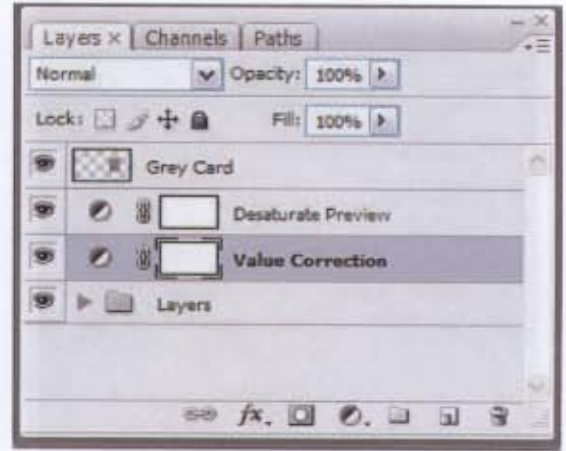 Layers × Channels Paths
Normal Opacity: 100%
Lock: Fill: 100%
Grey Card
Desaturate Preview
Value Correction
Layers
fx.